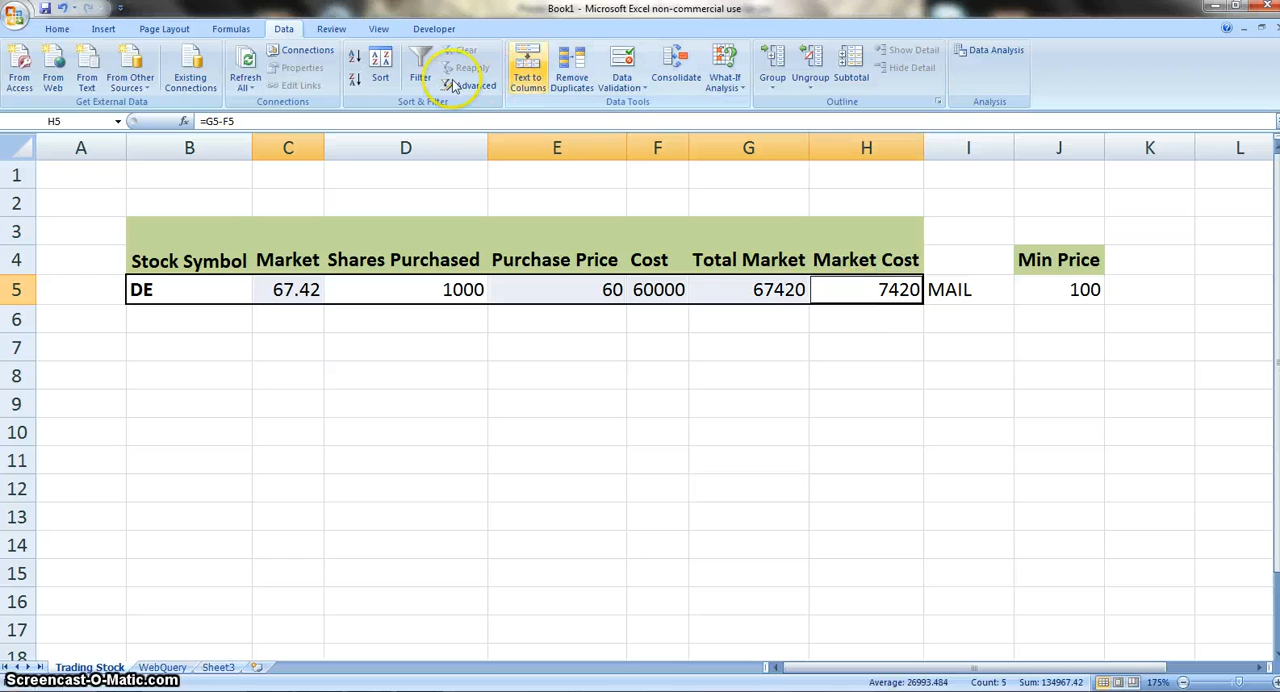 Book1 - Microsoft Excel non-commercial use
Home Insert Page Layout Formulas Data Review View Developer
From Access
From Web
From Text
From Other Sources
Existing Connections
Get External Data
Refresh All
Connections
Properties
Edit Links
Connections
Sort
Filter
Clear
Reapply
Advanced
Sort & Filter
Text to Columns
Remove Duplicates
Data Validation
Consolidate
What-If Analysis
Data Tools
Group
Ungroup
Subtotal
Show Detail
Hide Detail
Outline
Data Analysis
Analysis
H5 fx =G5-F5
A B C D E F G H I J K L
1
2
3
4 Stock Symbol Market Shares Purchased Purchase Price Cost Total Market Market Cost Min Price
5 DE 67.42 1000 60 60000 67420 7420 MAIL 100
6
7
8
9
10
11
12
13
14
15
16
17
18
Trading Stock WebQuery Sheet3
Screencast-O-Matic.com Average: 26993.484 Count: 5 Sum: 134967.42 175%